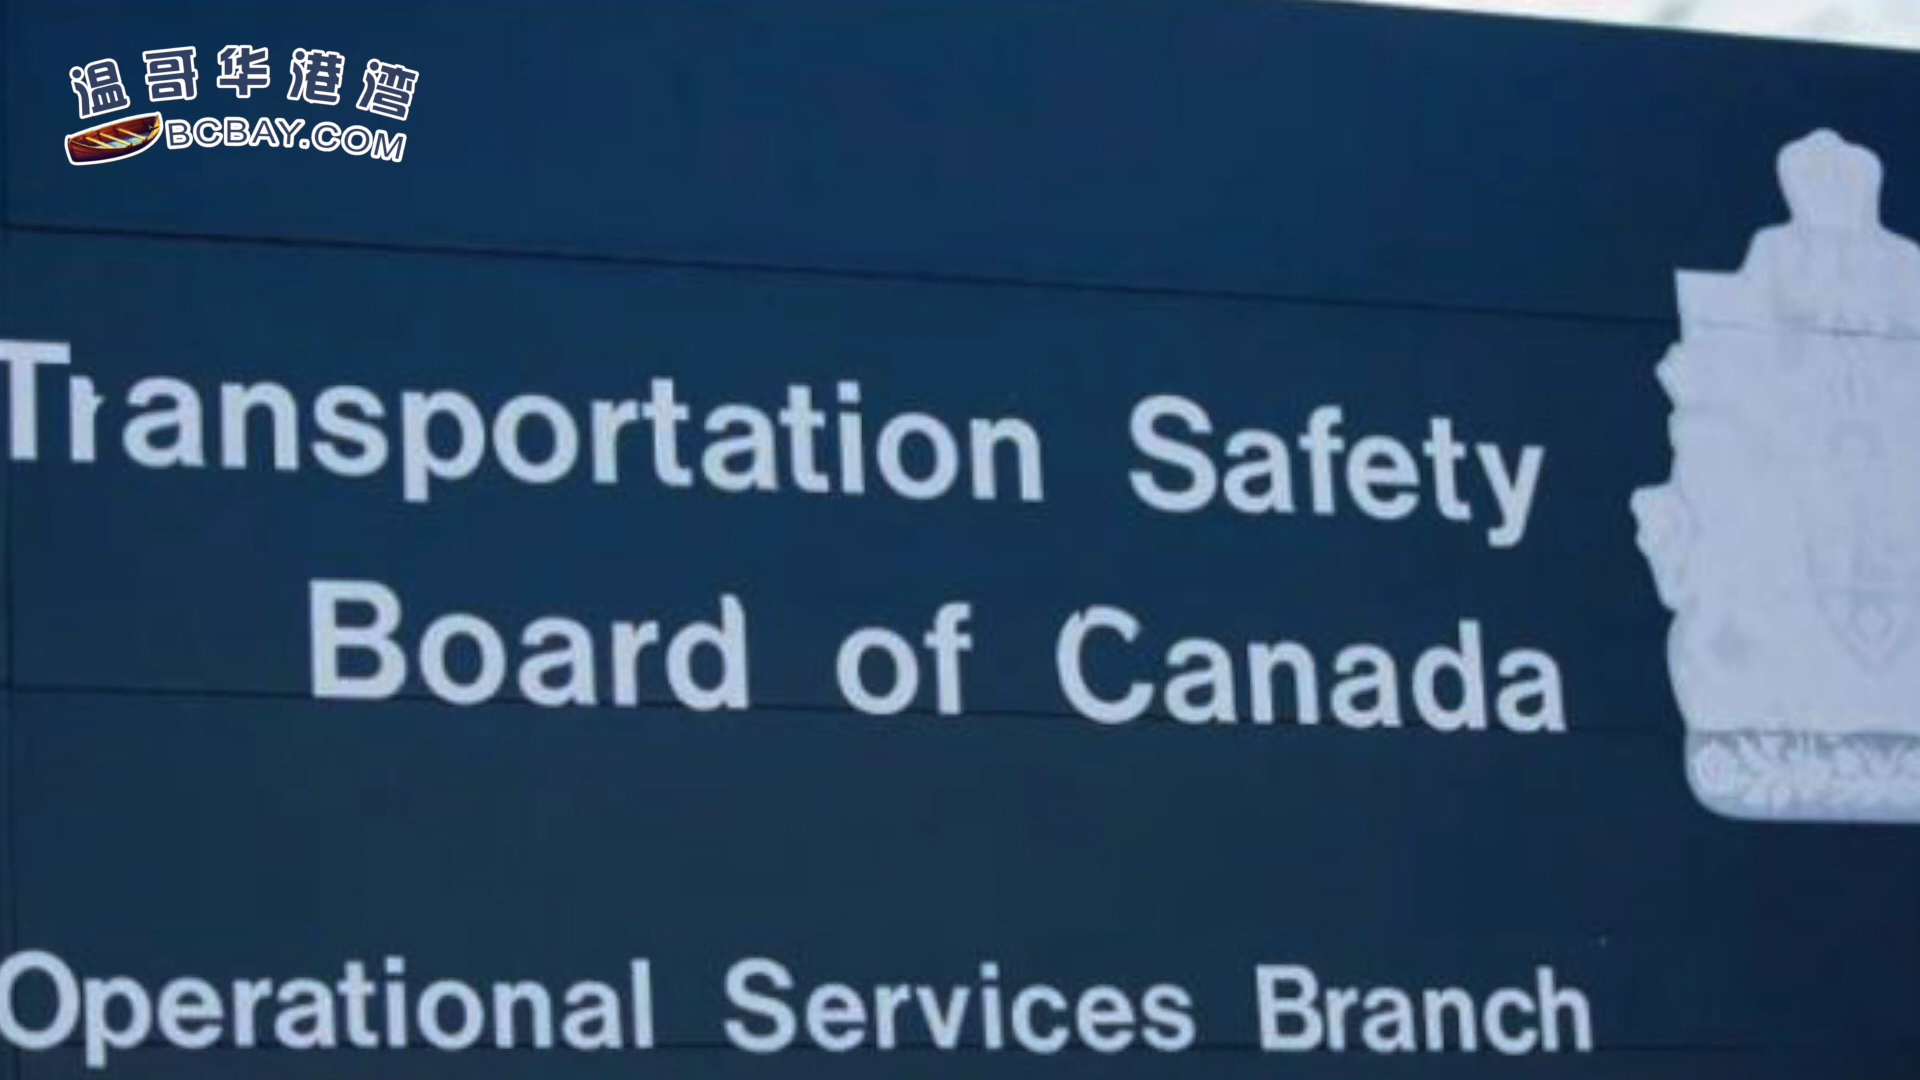 温哥华港湾
BCBAY.COM
Transportation Safety
Board of Canada
Operational Services Branch